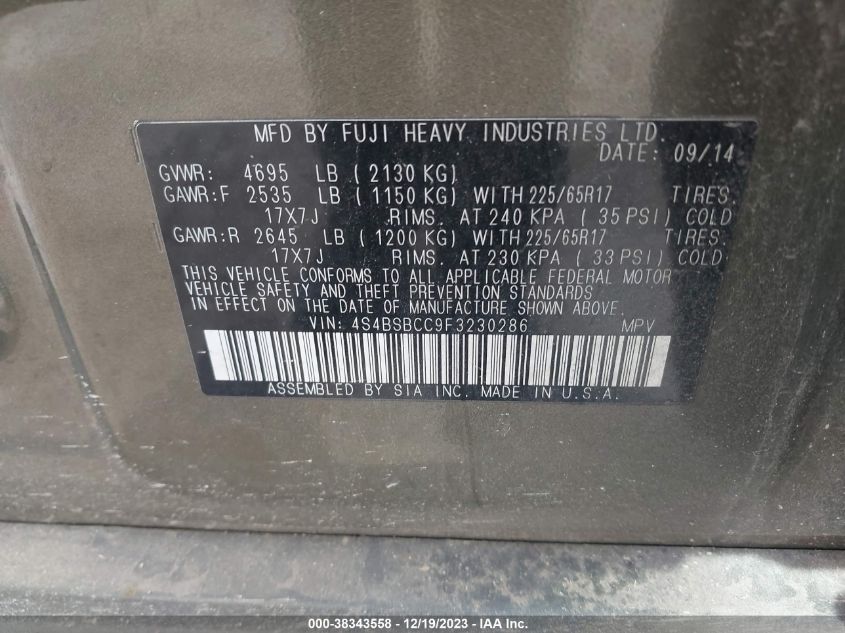 MFD BY FUJI HEAVY INDUSTRIES LTD.
DATE: 09/14
GVWR: 4695 LB ( 2130 KG)
GAWR:F 2535 LB ( 1150 KG) WITH 225/65R17 TIRES
17X7J RIMS. AT 240 KPA ( 35 PSI) COLD
GAWR:R 2645 LB ( 1200 KG) WITH 225/65R17 TIRES
17X7J RIMS. AT 230 KPA ( 33 PSI) COLD
THIS VEHICLE CONFORMS TO ALL APPLICABLE FEDERAL MOTOR
VEHICLE SAFETY AND THEFT PREVENTION STANDARDS
IN EFFECT ON THE DATE OF MANUFACTURE SHOWN ABOVE.
VIN: 4S4BSBCC9F3230286 MPV
ASSEMBLED BY SIA INC. MADE IN U.S.A.
000-38343558 - 12/19/2023 - IAA Inc.